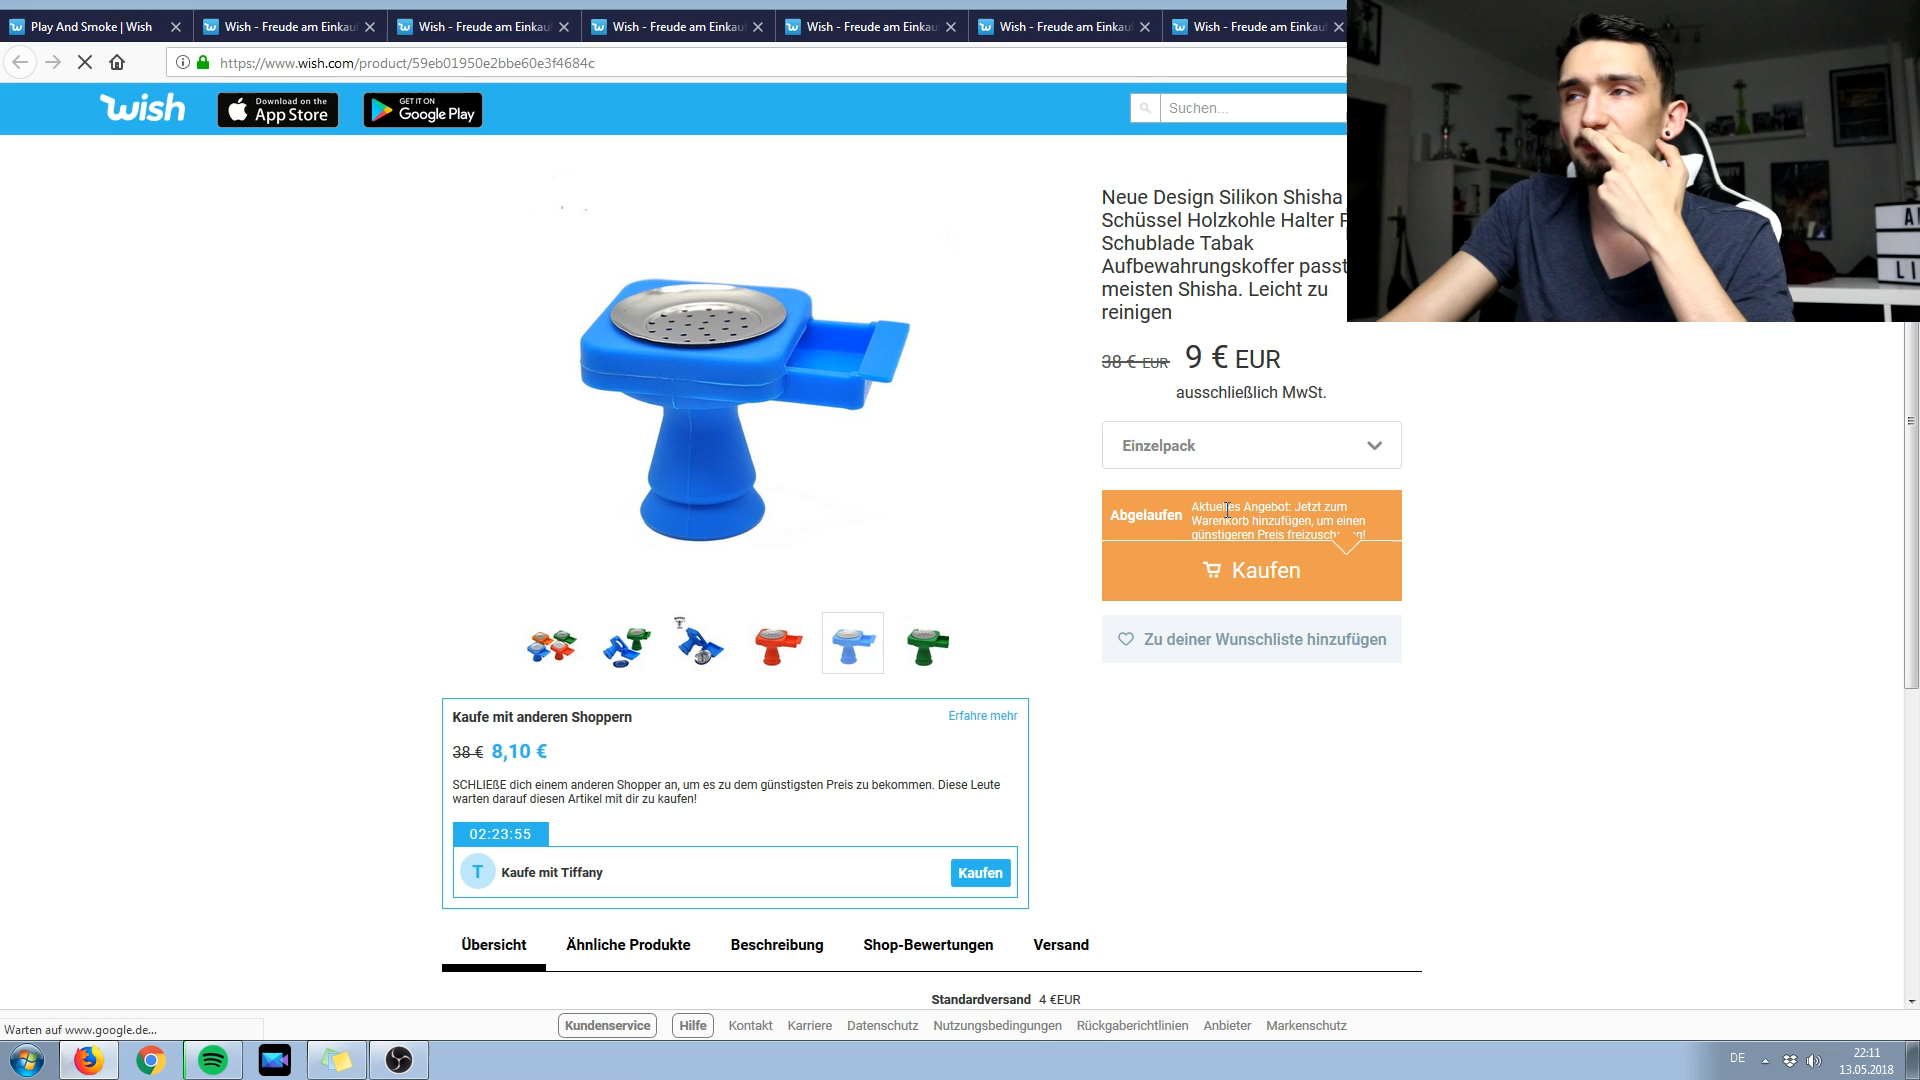 Play And Smoke | Wish
Wish - Freude am Einkau
Wish - Freude am Einkau
Wish - Freude am Einkau
Wish - Freude am Einkau
Wish - Freude am Einkau
Wish - Freude am Einkau
https://www.wish.com/product/59eb01950e2bbe60e3f4684c
wish
Download on the
App Store
GET IT ON
Google Play
Suchen...
Neue Design Silikon Shisha
Schüssel Holzkohle Halter
Schublade Tabak
Aufbewahrungskoffer passt
meisten Shisha. Leicht zu
reinigen
38 € EUR 9 € EUR
ausschließlich MwSt.
Einzelpack
Abgelaufen
Aktuelles Angebot: Jetzt zum
Warenkorb hinzufügen, um einen
günstigeren Preis
Kaufen
Zu deiner Wunschliste hinzufügen
Kaufe mit anderen Shoppern
Erfahre mehr
38 € 8,10 €
SCHLIEẞE dich einem anderen Shopper an, um es zu dem günstigsten Preis zu bekommen. Diese Leute
warten darauf diesen Artikel mit dir zu kaufen!
02:23:55
T Kaufe mit Tiffany
Kaufen
Übersicht
Ähnliche Produkte
Beschreibung
Shop-Bewertungen
Versand
Standardversand 4 €EUR
Kundenservice
Hilfe
Kontakt
Karriere
Datenschutz
Nutzungsbedingungen
Rückgaberichtlinien
Anbieter
Markenschutz
Warten auf www.google.de...
DE
22:11
13.05.2018